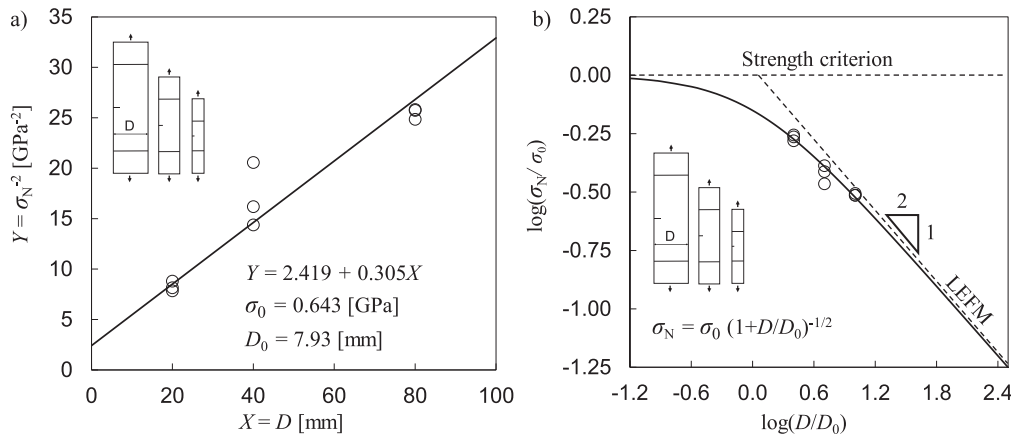 a)
35
30
25
20
15
10
5
0
Y = σN⁻² [GPa⁻²]
D
Y = 2.419 + 0.305X
σ0 = 0.643 [GPa]
D0 = 7.93 [mm]
0 20 40 60 80 100
X = D [mm]
b)
0.25
0.00
-0.25
-0.50
-0.75
-1.00
-1.25
log(σN/ σ0)
Strength criterion
2
1
D
LEFM
σN = σ0 (1+D/D0)⁻¹/²
-1.2 -0.6 0.0 0.6 1.2 1.8 2.4
log(D/D0)